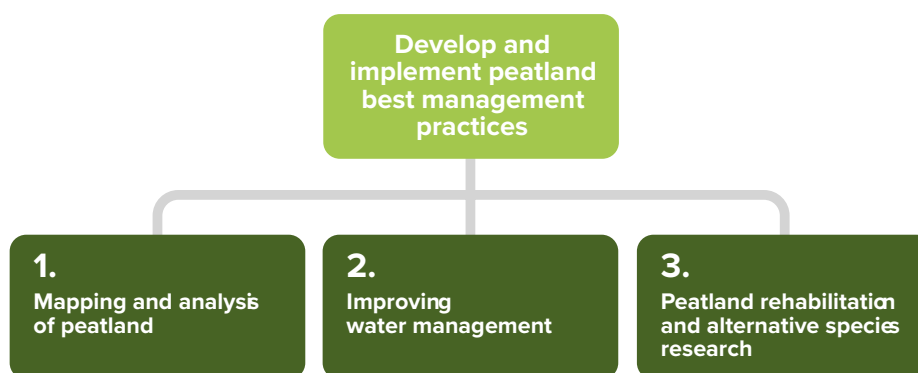 Develop and
implement peatland
best management
practices
1.
Mapping and analysis
of peatland
2.
Improving
water management
3.
Peatland rehabilitation
and alternative species
research